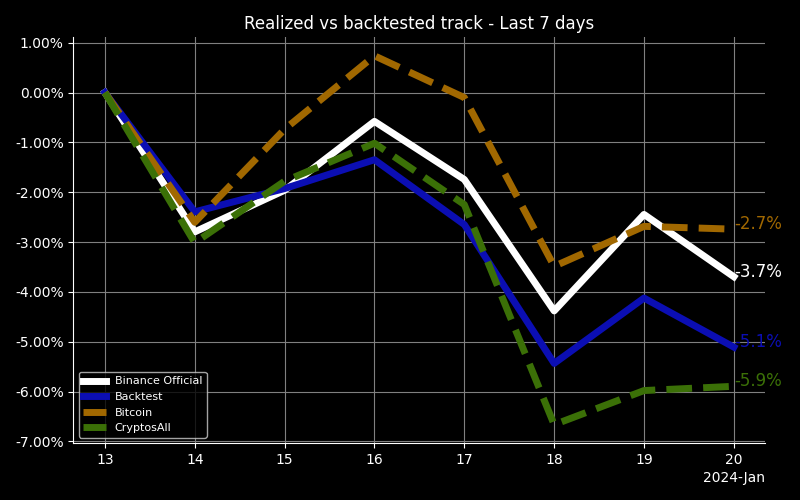 Realized vs backtested track - Last 7 days
1.00%
0.00%
-1.00%
-2.00%
-3.00%
-4.00%
-5.00%
-6.00%
-7.00%
-2.7%
-3.7%
-5.1%
-5.9%
Binance Official
Backtest
Bitcoin
CryptosAll
13 14 15 16 17 18 19 20
2024-Jan